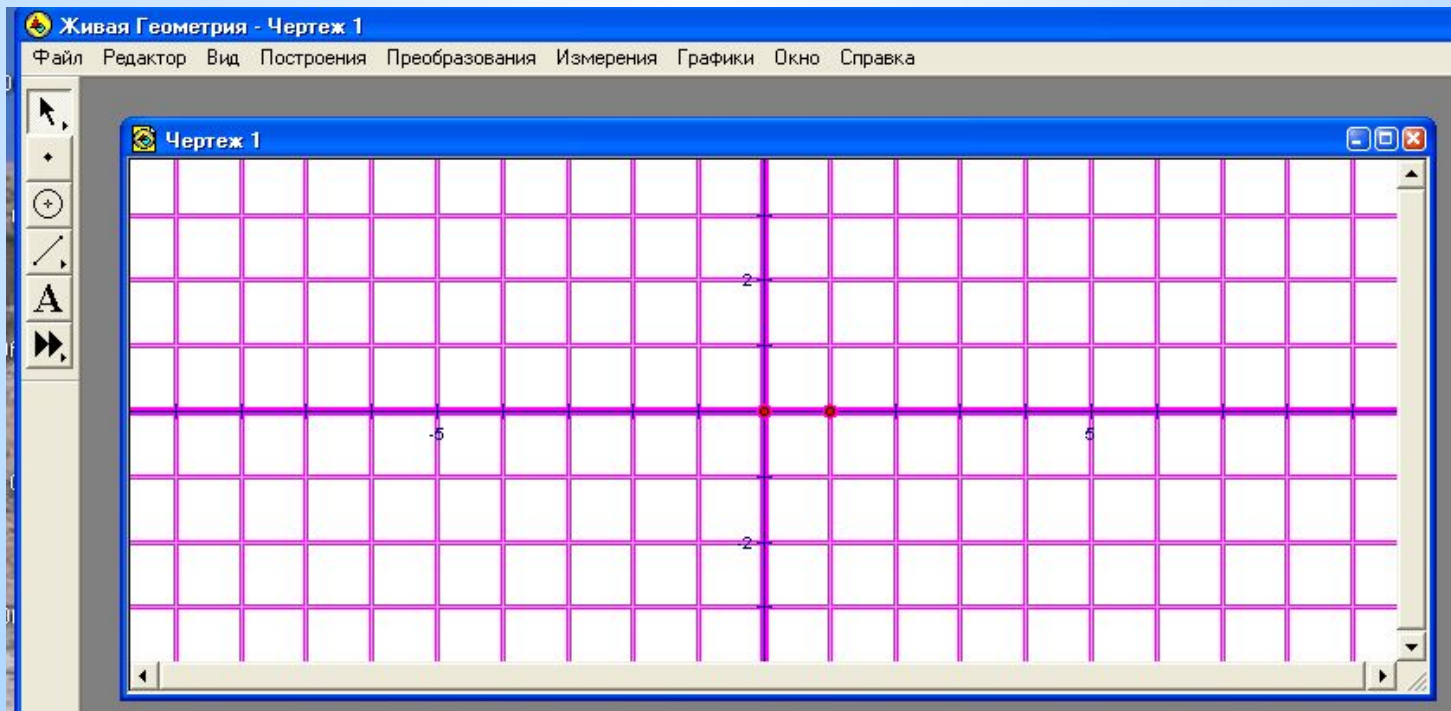 Живая Геометрия - Чертеж 1
Файл Редактор Вид Построения Преобразования Измерения Графики Окно Справка
Чертеж 1
A
2
-5
5
-2